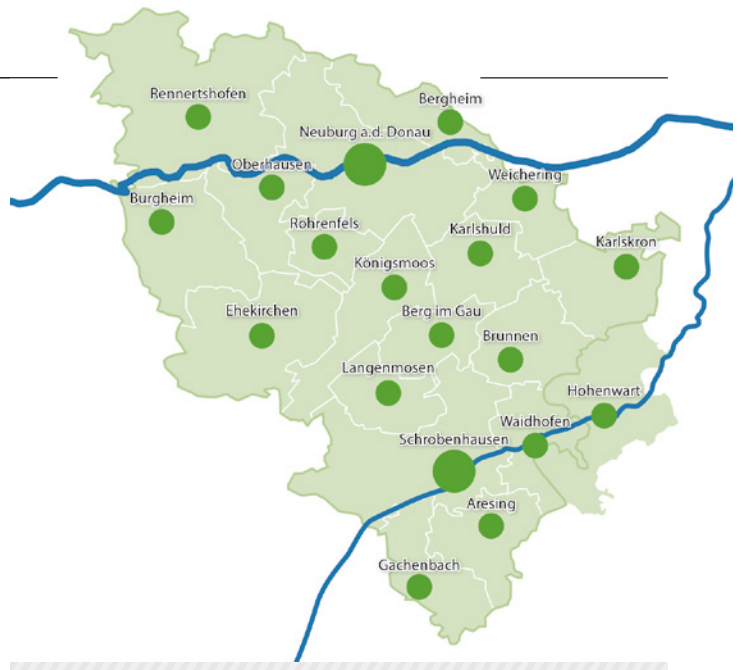 Rennertshofen
Bergheim
Neuburg a.d. Donau
Oberhausen
Weichering
Burgheim
Rohrenfels
Karlshuld
Karlskron
Königsmoos
Ehekirchen
Berg im Gau
Brunnen
Langenmosen
Hohenwart
Waidhofen
Schrobenhausen
Aresing
Gachenbach